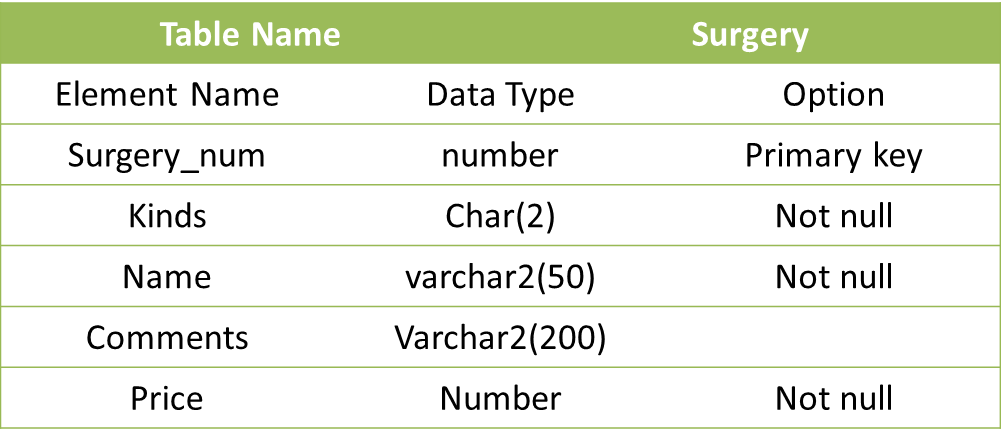 Table Name Surgery
Element Name Data Type Option
Surgery_num number Primary key
Kinds Char(2) Not null
Name varchar2(50) Not null
Comments Varchar2(200)
Price Number Not null